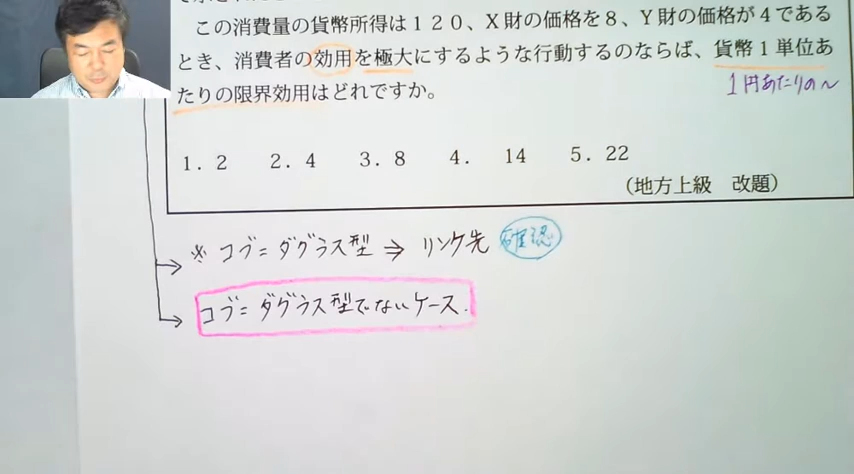 この消費量の貨幣所得は120、X財の価格を8、Y財の価格が4である
とき、消費者の効用を極大にするような行動するのならば、貨幣1単位あ
たりの限界効用はどれですか。
1円あたりの〜
1．2　2．4　3．8　4．14　5．22
（地方上級　改題）
※ コブ=ダグラス型 ⇒ リンク先 確認
コブ=ダグラス型でないケース．